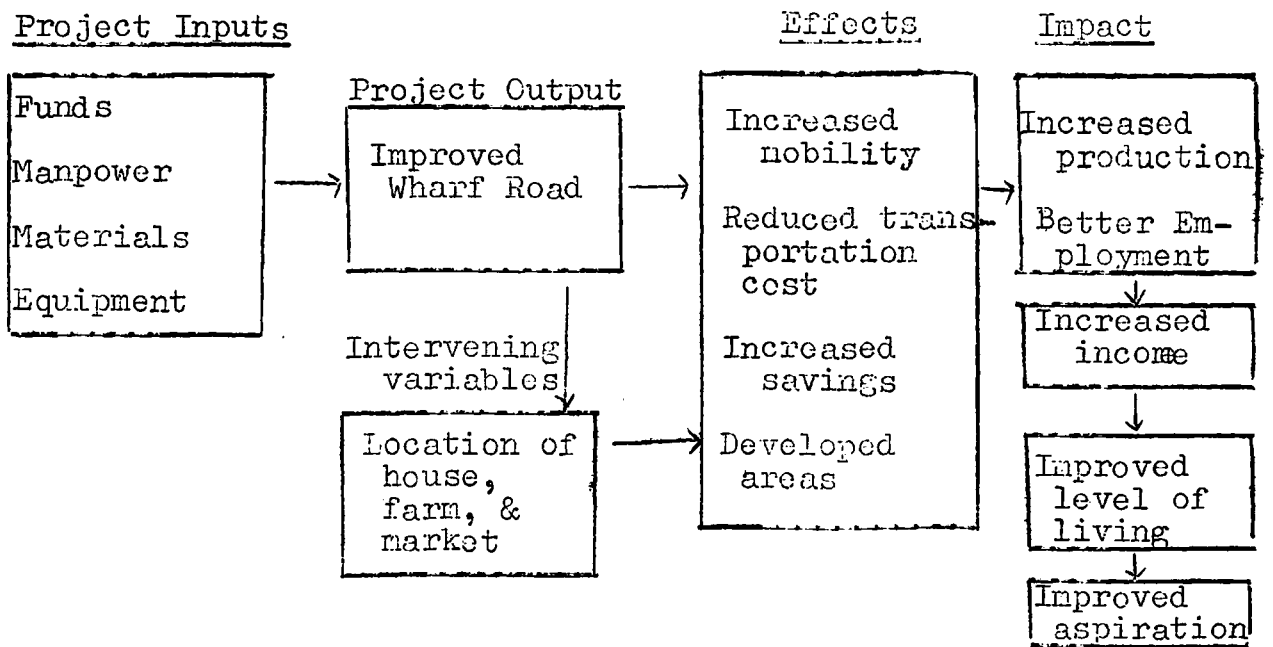 Project Inputs
Funds
Manpower
Materials
Equipment
Project Output
Improved
Wharf Road
Intervening
variables
Location of
house,
farm, &
market
Effects
Increased
nobility
Reduced trans-
portation
cost
Increased
savings
Developed
areas
Impact
Increased
production
Better Em-
ployment
Increased
income
Improved
level of
living
Improved
aspiration